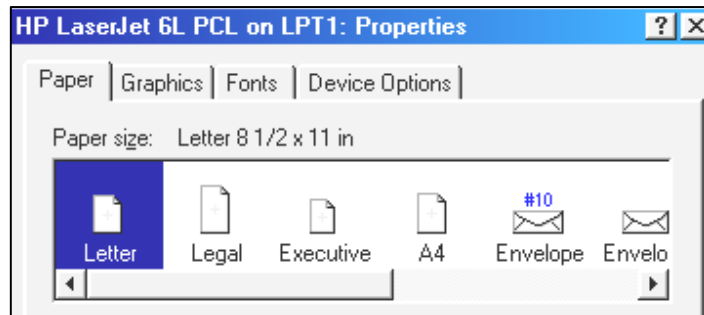 HP LaserJet 6L PCL on LPT1: Properties ? X
Paper Graphics Fonts Device Options
Paper size: Letter 8 1/2 x 11 in
#10
Letter Legal Executive A4 Envelope Envelo